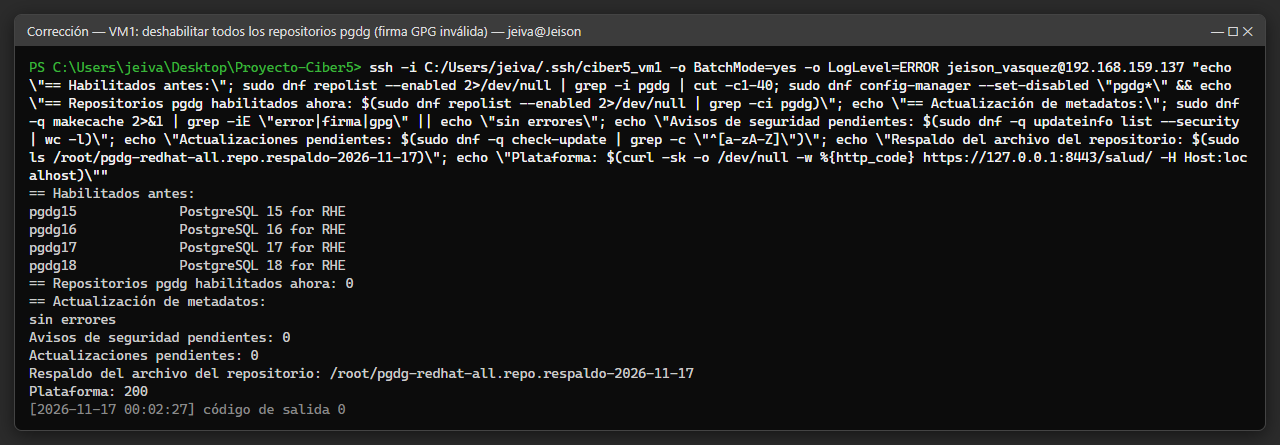 Corrección — VM1: deshabilitar todos los repositorios pgdg (firma GPG inválida) — jeiva@Jeison
PS C:\Users\jeiva\Desktop\Proyecto-Ciber5> ssh -i C:/Users/jeiva/.ssh/ciber5_vm1 -o BatchMode=yes -o LogLevel=ERROR jeison_vasquez@192.168.159.137 "echo
\"== Habilitados antes:\"; sudo dnf repolist --enabled 2>/dev/null | grep -i pgdg | cut -c1-40; sudo dnf config-manager --set-disabled \"pgdg*\" && echo
\"== Repositorios pgdg habilitados ahora: $(sudo dnf repolist --enabled 2>/dev/null | grep -ci pgdg)\"; echo \"== Actualización de metadatos:\"; sudo dnf
-q makecache 2>&1 | grep -iE \"error|firma|gpg\" || echo \"sin errores\"; echo \"Avisos de seguridad pendientes: $(sudo dnf -q updateinfo list --security
| wc -l)\"; echo \"Actualizaciones pendientes: $(sudo dnf -q check-update | grep -c \"^[a-zA-Z]\")\"; echo \"Respaldo del archivo del repositorio: $(sudo
ls /root/pgdg-redhat-all.repo.respaldo-2026-11-17)\"; echo \"Plataforma: $(curl -sk -o /dev/null -w %{http_code} https://127.0.0.1:8443/salud/ -H Host:loc
alhost)\""
== Habilitados antes:
pgdg15 PostgreSQL 15 for RHE
pgdg16 PostgreSQL 16 for RHE
pgdg17 PostgreSQL 17 for RHE
pgdg18 PostgreSQL 18 for RHE
== Repositorios pgdg habilitados ahora: 0
== Actualización de metadatos:
sin errores
Avisos de seguridad pendientes: 0
Actualizaciones pendientes: 0
Respaldo del archivo del repositorio: /root/pgdg-redhat-all.repo.respaldo-2026-11-17
Plataforma: 200
[2026-11-17 00:02:27] código de salida 0